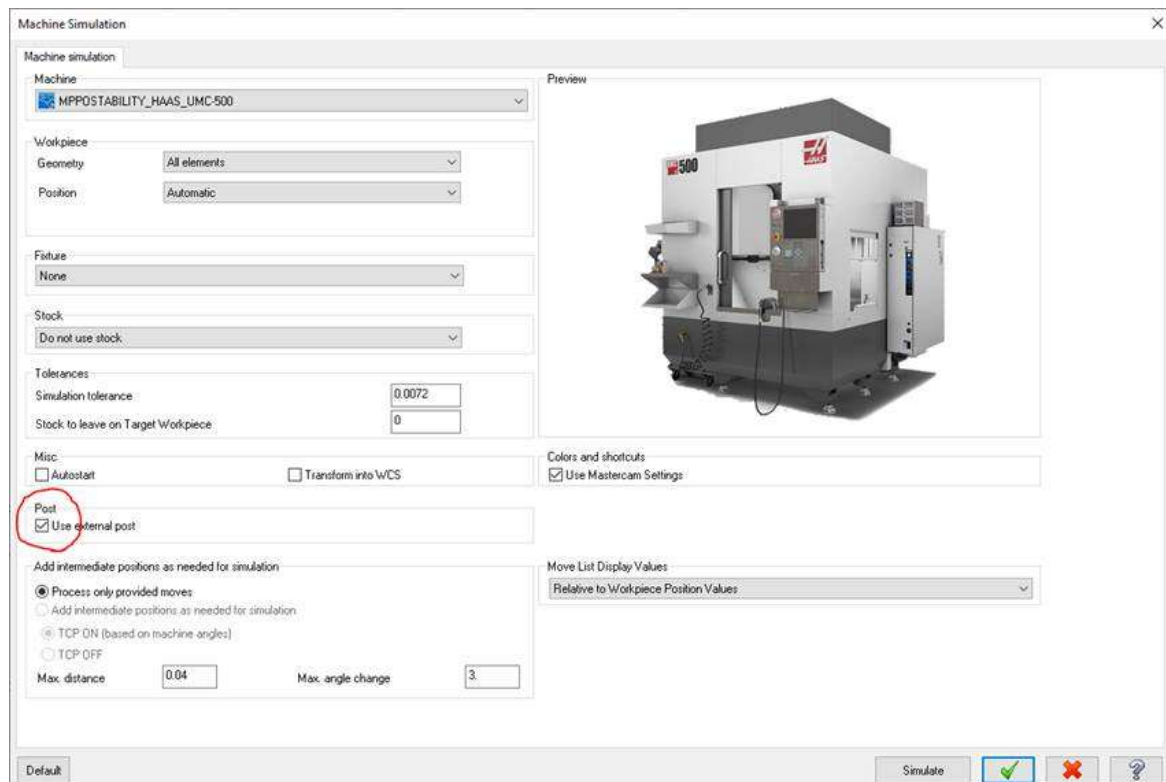 Machine Simulation
Machine simulation
Machine
MPPOSTABILITY_HAAS_UMC-500
Workpiece
Geometry
All elements
Position
Automatic
Fixture
None
Stock
Do not use stock
Tolerances
Simulation tolerance
0.0072
Stock to leave on Target Workpiece
0
Misc
Autostart
Transform into WCS
Post
Use external post
Add intermediate positions as needed for simulation
Process only provided moves
Add intermediate positions as needed for simulation
TCP ON (based on machine angles)
TCP OFF
Max. distance
0.04
Max. angle change
3.
Preview
500
HAAS
Colors and shortcuts
Use Mastercam Settings
Move List Display Values
Relative to Workpiece Position Values
Default
Simulate